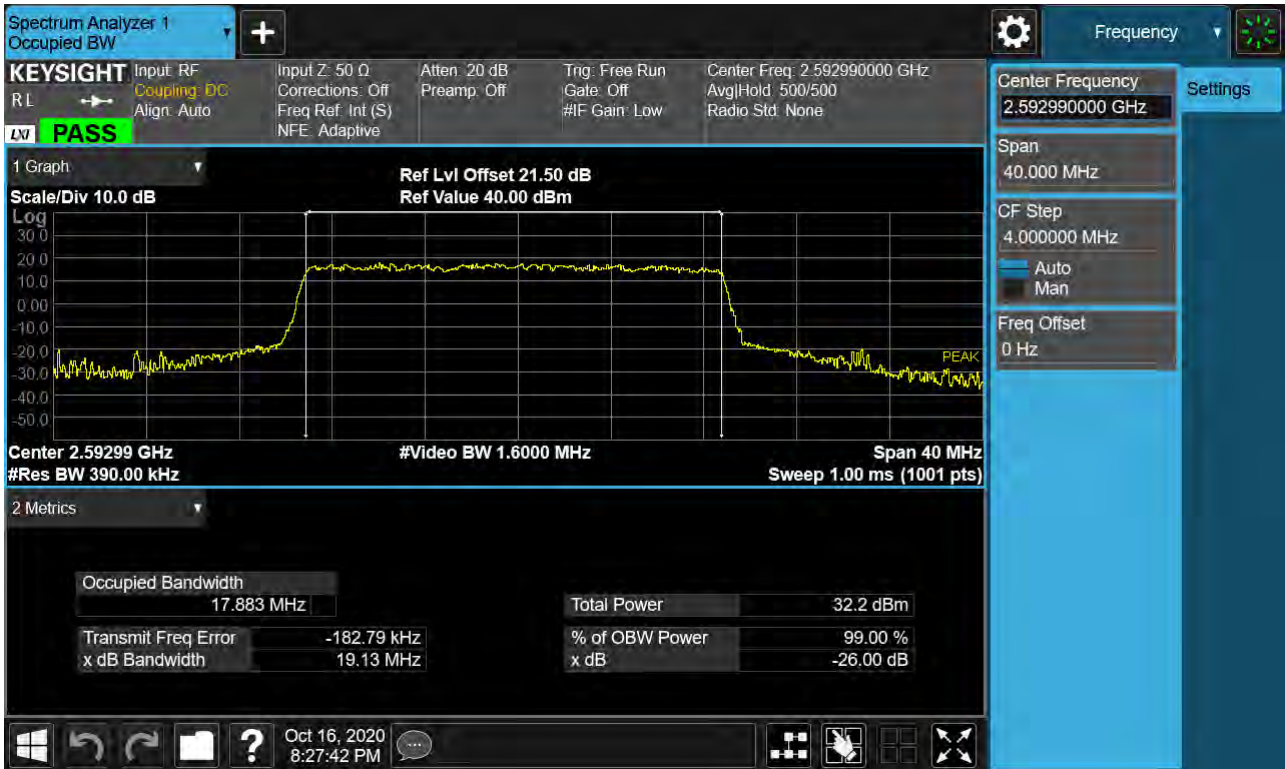 Spectrum Analyzer 1
Occupied BW
+
Frequency
KEYSIGHT
R L
LXI PASS
Input: RF
Coupling: DC
Align: Auto
Input Z: 50 Ω
Corrections: Off
Freq Ref: Int (S)
NFE: Adaptive
Atten: 20 dB
Preamp: Off
Trig: Free Run
Gate: Off
#IF Gain: Low
Center Freq: 2.592990000 GHz
Avg|Hold: 500/500
Radio Std: None
Center Frequency
2.592990000 GHz
Settings
Span
40.000 MHz
CF Step
4.000000 MHz
Auto
Man
Freq Offset
0 Hz
1 Graph
Scale/Div 10.0 dB
Ref Lvl Offset 21.50 dB
Ref Value 40.00 dBm
Log
30.0
20.0
10.0
0.00
-10.0
-20.0
-30.0
-40.0
-50.0
PEAK
Center 2.59299 GHz
#Video BW 1.6000 MHz
Span 40 MHz
#Res BW 390.00 kHz
Sweep 1.00 ms (1001 pts)
2 Metrics
Occupied Bandwidth
17.883 MHz
Total Power 32.2 dBm
Transmit Freq Error -182.79 kHz
% of OBW Power 99.00 %
x dB Bandwidth 19.13 MHz
x dB -26.00 dB
?
Oct 16, 2020
8:27:42 PM